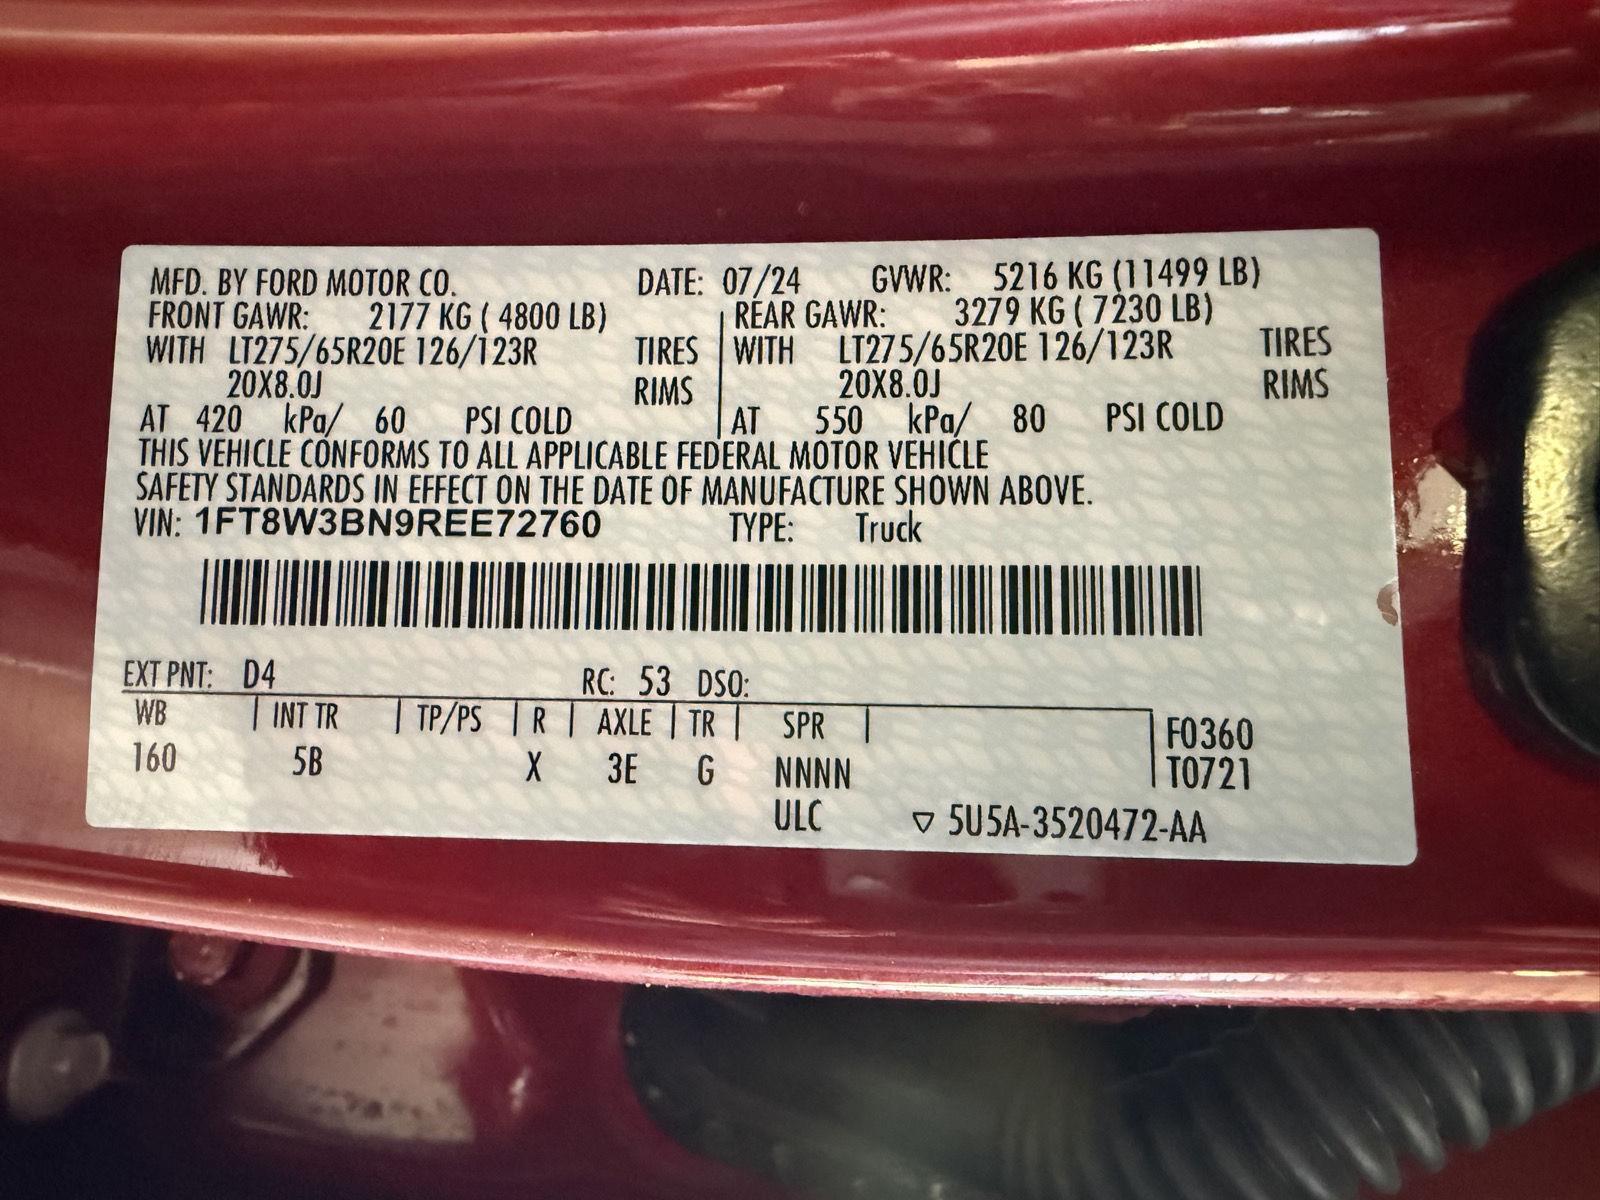 MFD. BY FORD MOTOR CO. DATE: 07/24 GVWR: 5216 KG (11499 LB)
FRONT GAWR: 2177 KG ( 4800 LB) REAR GAWR: 3279 KG ( 7230 LB)
WITH LT275/65R20E 126/123R TIRES WITH LT275/65R20E 126/123R TIRES
20X8.0J RIMS 20X8.0J RIMS
AT 420 kPa/ 60 PSI COLD AT 550 kPa/ 80 PSI COLD
THIS VEHICLE CONFORMS TO ALL APPLICABLE FEDERAL MOTOR VEHICLE
SAFETY STANDARDS IN EFFECT ON THE DATE OF MANUFACTURE SHOWN ABOVE.
VIN: 1FT8W3BN9REE72760 TYPE: Truck
EXT PNT: D4 RC: 53 DSO:
WB INT TR TP/PS R AXLE TR SPR F0360
160 5B X 3E G NNNN T0721
ULC ▽ 5U5A-3520472-AA